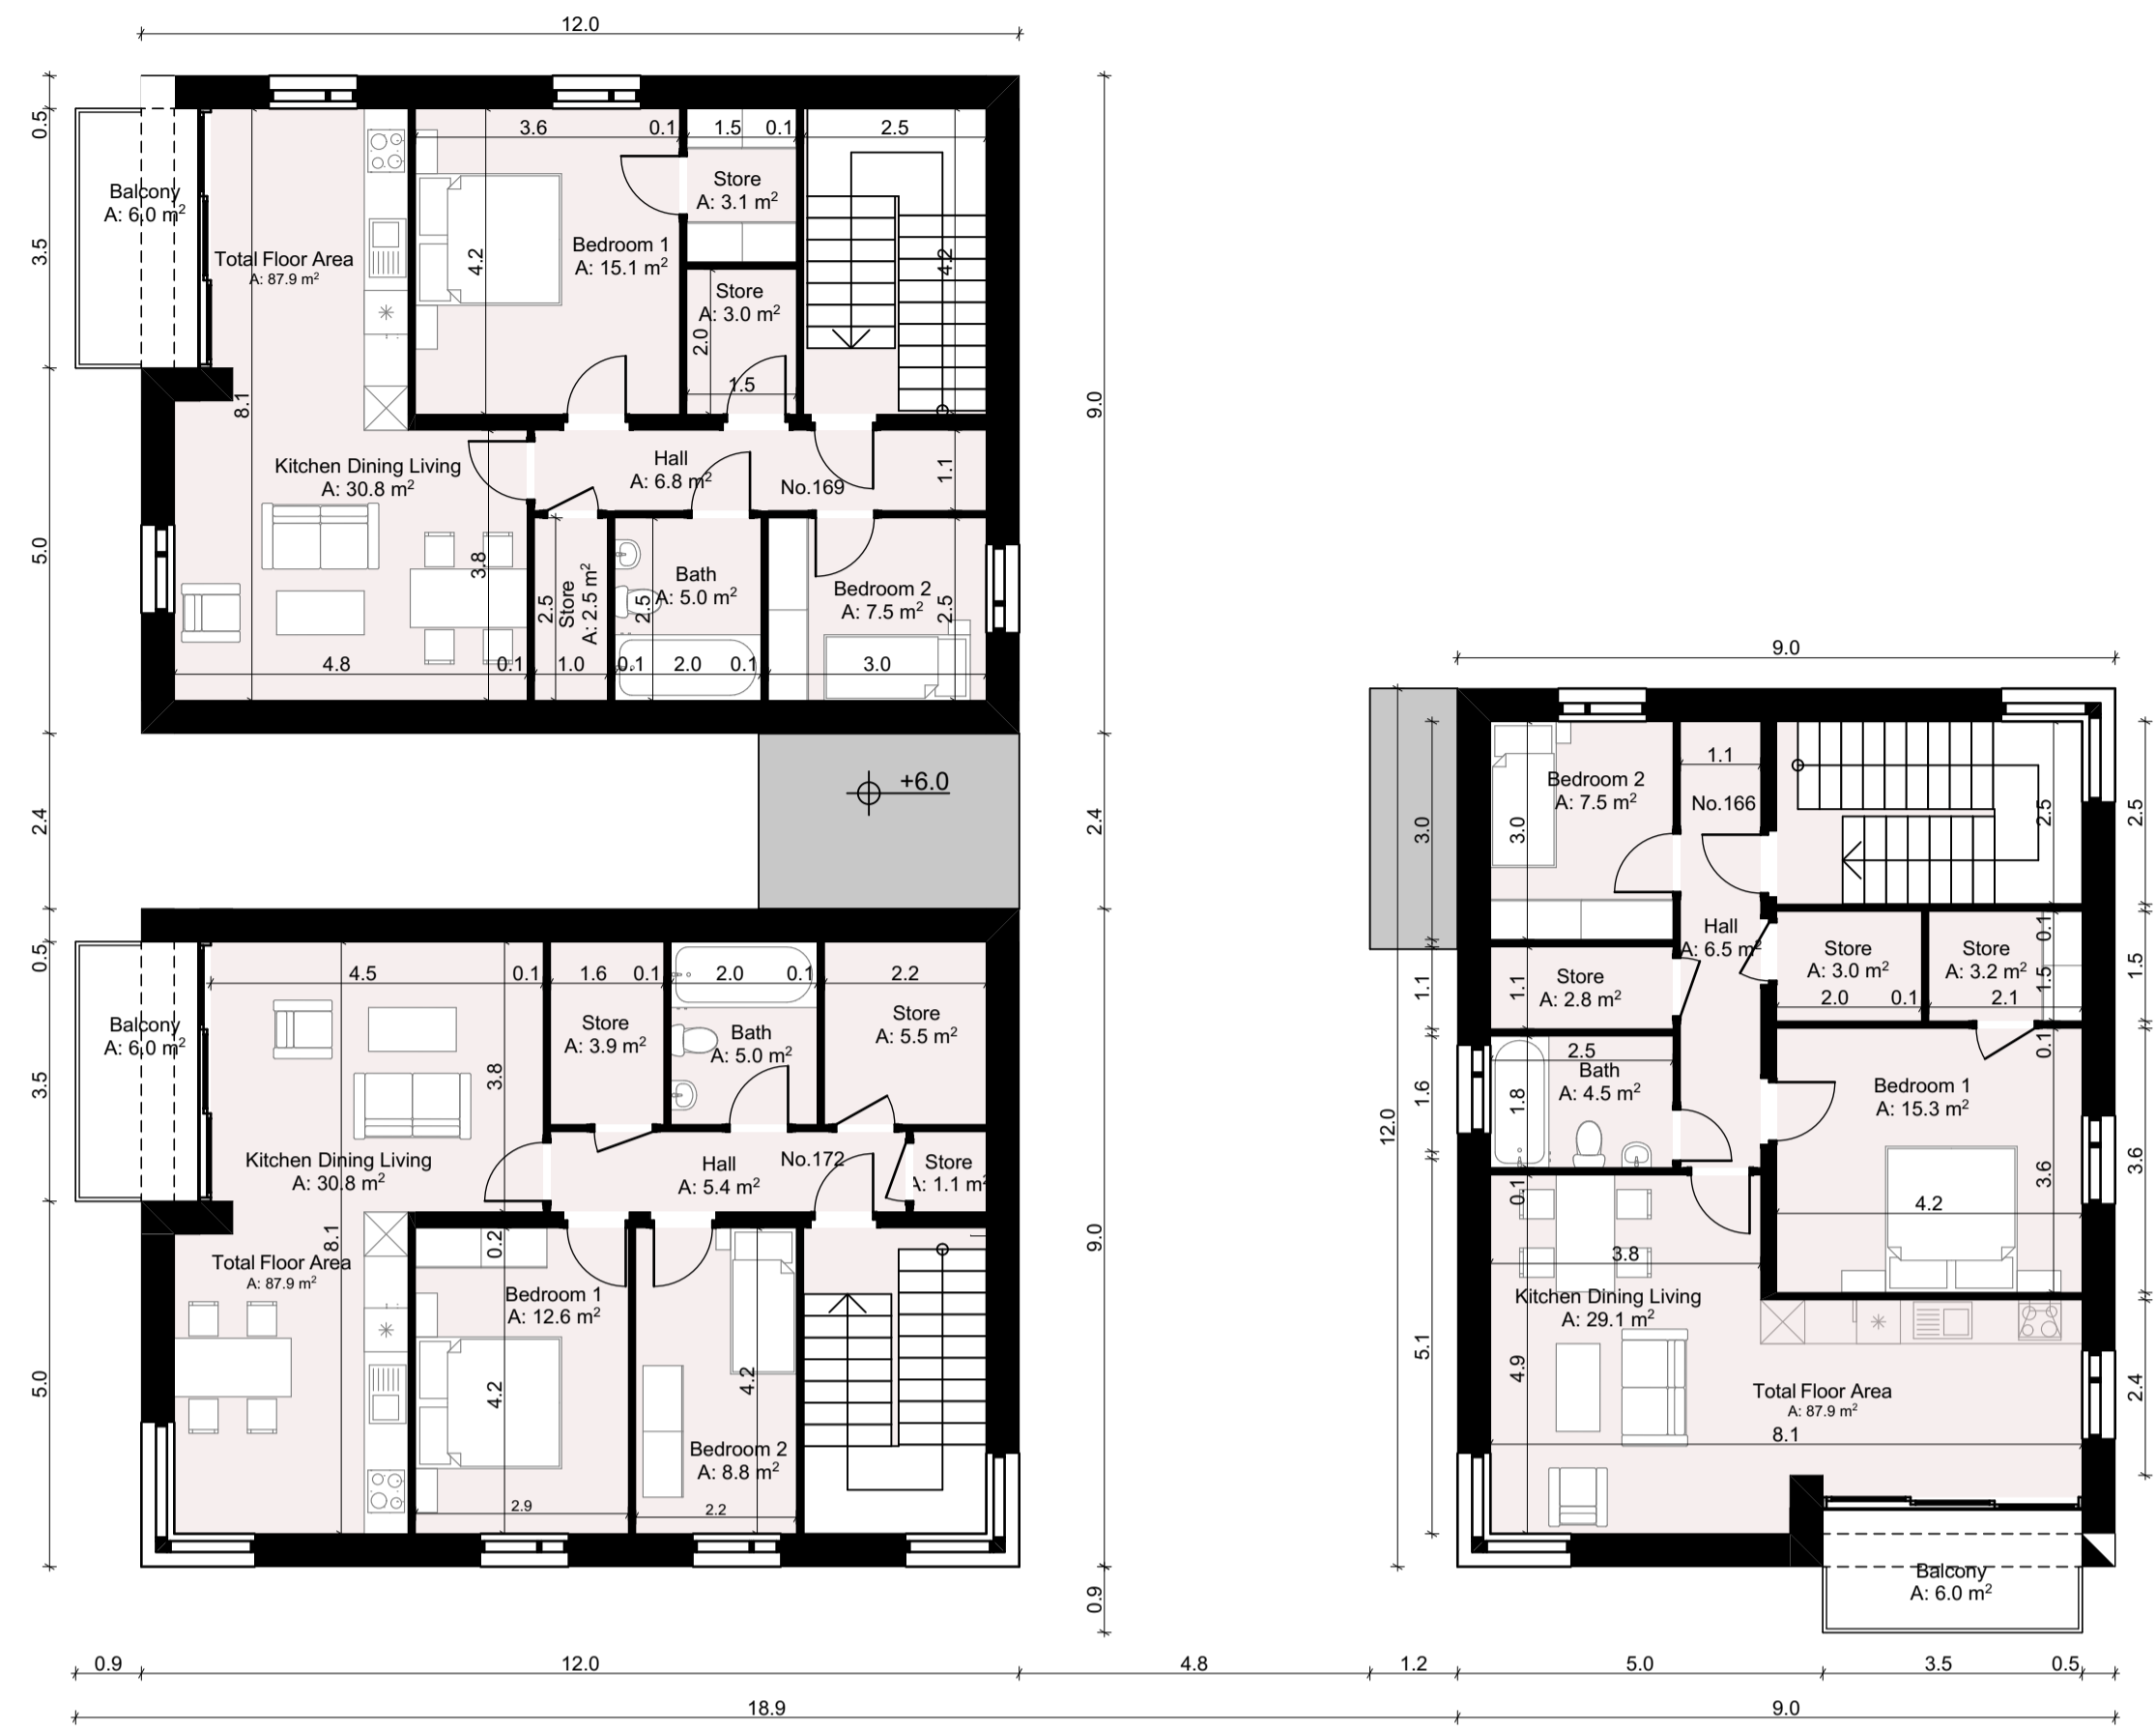 12.0
0.5
3.5
5.0
2.4
0.5
3.5
5.0
Balcony
A: 6.0 m²
Total Floor Area
A: 87.9 m²
8.1
Kitchen Dining Living
A: 30.8 m²
3.8
4.8
0.1
3.6
0.1
1.5
0.1
2.5
4.2
Bedroom 1
A: 15.1 m²
Store
A: 3.1 m²
Store
A: 3.0 m²
2.0
1.5
4.2
Hall
A: 6.8 m²
No.169
1.1
2.5
Store
A: 2.5 m²
1.0
0.1
2.5
Bath
A: 5.0 m²
2.0
0.1
Bedroom 2
A: 7.5 m²
2.5
3.0
9.0
+6.0
2.4
9.0
0.9
Balcony
A: 6.0 m²
4.5
0.1
1.6
0.1
2.0
0.1
2.2
3.8
Store
A: 3.9 m²
Bath
A: 5.0 m²
Store
A: 5.5 m²
Kitchen Dining Living
A: 30.8 m²
Hall
A: 5.4 m²
No.172
Store
A: 1.1 m²
8.1
0.2
Total Floor Area
A: 87.9 m²
Bedroom 1
A: 12.6 m²
4.2
2.9
Bedroom 2
A: 8.8 m²
4.2
2.2
9.0
12.0
3.0
1.1
1.6
5.1
Bedroom 2
A: 7.5 m²
3.0
1.1
No.166
2.5
2.5
Hall
A: 6.5 m²
Store
A: 2.8 m²
1.1
Store
A: 3.0 m²
2.0
0.1
Store
A: 3.2 m²
2.1
0.1
1.5
0.1
1.5
2.5
Bath
A: 4.5 m²
1.8
0.1
Bedroom 1
A: 15.3 m²
4.2
3.6
3.6
3.8
Kitchen Dining Living
A: 29.1 m²
4.9
Total Floor Area
A: 87.9 m²
8.1
2.4
Balcony
A: 6.0 m²
0.9
12.0
4.8
1.2
5.0
3.5
0.5
18.9
9.0